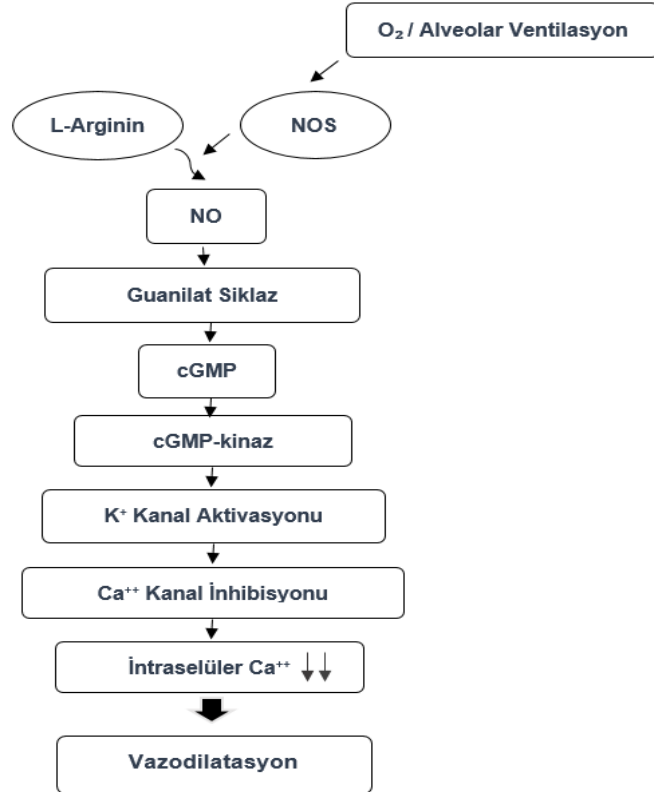 O₂ / Alveolar Ventilasyon
L-Arginin
NOS
NO
Guanilat Siklaz
cGMP
cGMP-kinaz
K⁺ Kanal Aktivasyonu
Ca⁺⁺ Kanal İnhibisyonu
İntraselüler Ca⁺⁺ ↓↓
Vazodilatasyon